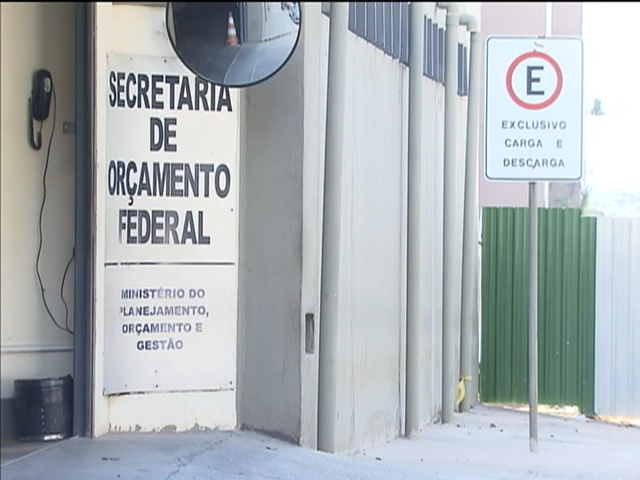 SECRETARIA
DE
ORÇAMENTO
FEDERAL
MINISTÉRIO DO
PLANEJAMENTO,
ORÇAMENTO E
GESTÃO
E
EXCLUSIVO
CARGA E
DESCARGA